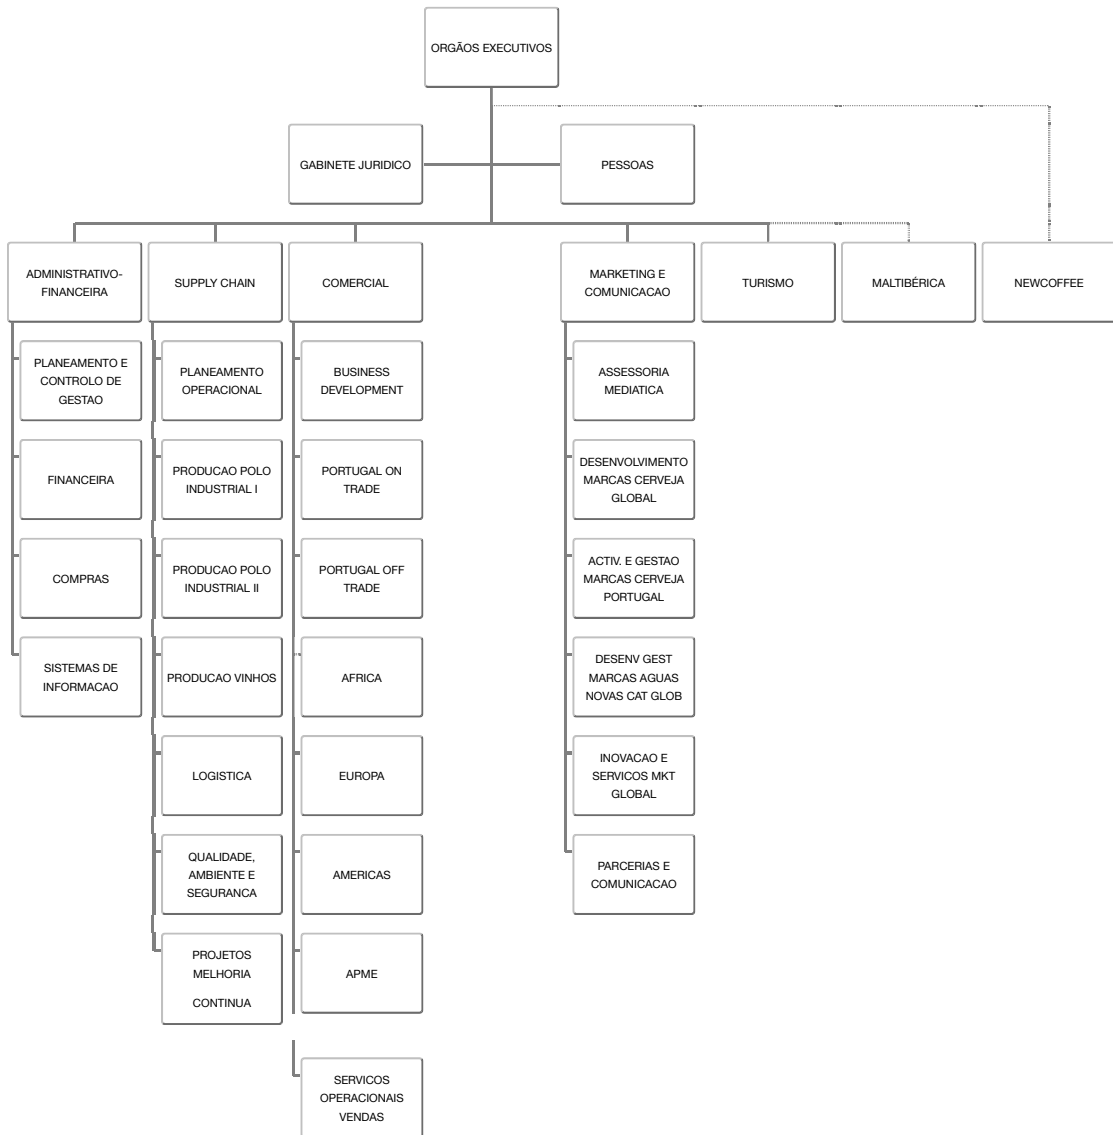 ORGÃOS EXECUTIVOS
GABINETE JURIDICO
PESSOAS
ADMINISTRATIVO-
FINANCEIRA
SUPPLY CHAIN
COMERCIAL
MARKETING E
COMUNICACAO
TURISMO
MALTIBÉRICA
NEWCOFFEE
PLANEAMENTO E
CONTROLO DE
GESTAO
FINANCEIRA
COMPRAS
SISTEMAS DE
INFORMACAO
PLANEAMENTO
OPERACIONAL
PRODUCAO POLO
INDUSTRIAL I
PRODUCAO POLO
INDUSTRIAL II
PRODUCAO VINHOS
LOGISTICA
QUALIDADE,
AMBIENTE E
SEGURANCA
PROJETOS
MELHORIA
CONTINUA
BUSINESS
DEVELOPMENT
PORTUGAL ON
TRADE
PORTUGAL OFF
TRADE
AFRICA
EUROPA
AMERICAS
APME
SERVICOS
OPERACIONAIS
VENDAS
ASSESSORIA
MEDIATICA
DESENVOLVIMENTO
MARCAS CERVEJA
GLOBAL
ACTIV. E GESTAO
MARCAS CERVEJA
PORTUGAL
DESENV GEST
MARCAS AGUAS
NOVAS CAT GLOB
INOVACAO E
SERVICOS MKT
GLOBAL
PARCERIAS E
COMUNICACAO